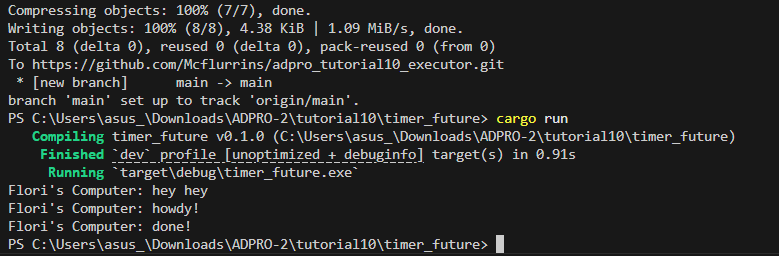 Compressing objects: 100% (7/7), done.
Writing objects: 100% (8/8), 4.38 KiB | 1.09 MiB/s, done.
Total 8 (delta 0), reused 0 (delta 0), pack-reused 0 (from 0)
To https://github.com/Mcflurrins/adpro_tutorial10_executor.git
 * [new branch]      main -> main
branch 'main' set up to track 'origin/main'.
PS C:\Users\asus_\Downloads\ADPRO-2\tutorial10\timer_future> cargo run
   Compiling timer_future v0.1.0 (C:\Users\asus_\Downloads\ADPRO-2\tutorial10\timer_future)
    Finished `dev` profile [unoptimized + debuginfo] target(s) in 0.91s
     Running `target\debug\timer_future.exe`
Flori's Computer: hey hey
Flori's Computer: howdy!
Flori's Computer: done!
PS C:\Users\asus_\Downloads\ADPRO-2\tutorial10\timer_future>